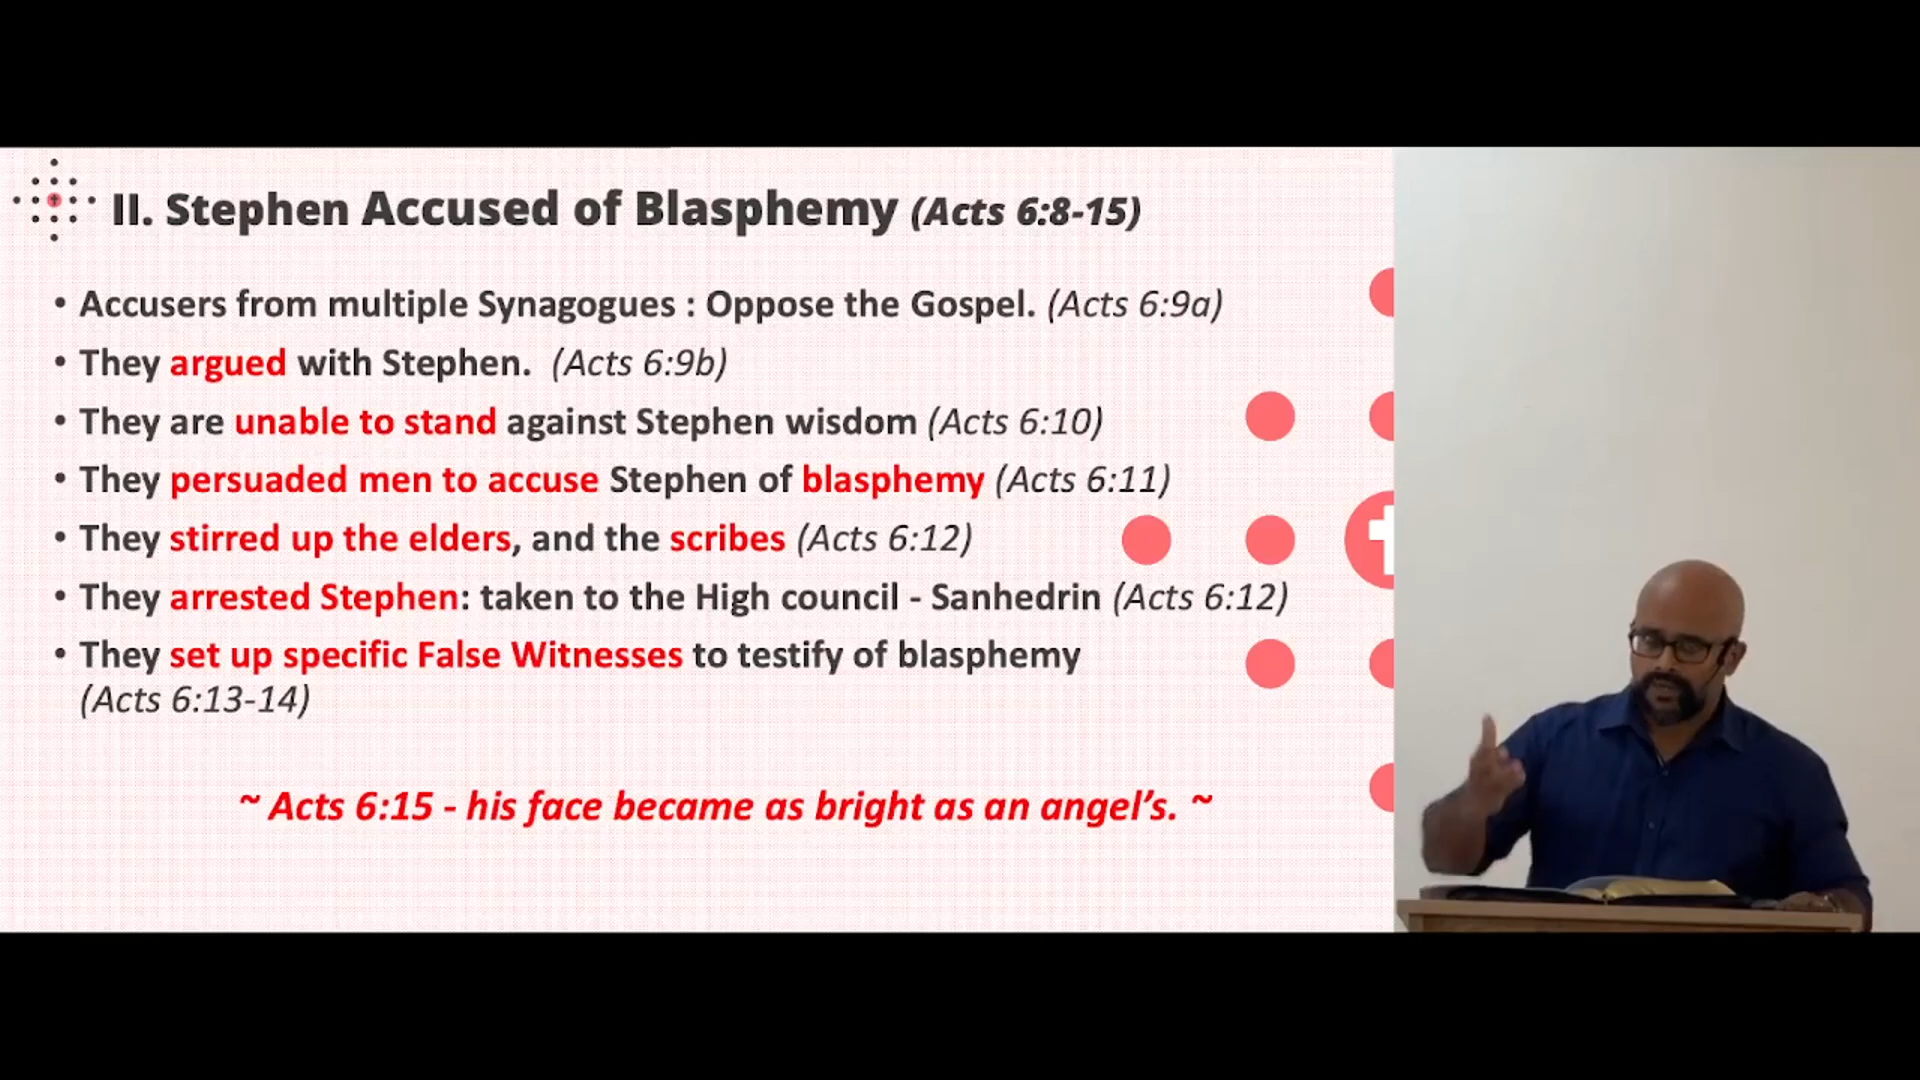 II. Stephen Accused of Blasphemy (Acts 6:8-15)
• Accusers from multiple Synagogues : Oppose the Gospel. (Acts 6:9a)
• They argued with Stephen. (Acts 6:9b)
• They are unable to stand against Stephen wisdom (Acts 6:10)
• They persuaded men to accuse Stephen of blasphemy (Acts 6:11)
• They stirred up the elders, and the scribes (Acts 6:12)
• They arrested Stephen: taken to the High council - Sanhedrin (Acts 6:12)
• They set up specific False Witnesses to testify of blasphemy
(Acts 6:13-14)
~ Acts 6:15 - his face became as bright as an angel’s. ~